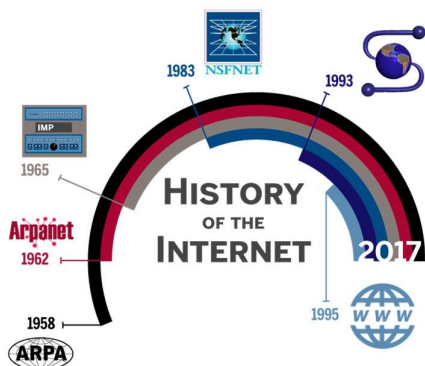 1983
NSFNET
1993
IMP
1965
HISTORY
OF THE
INTERNET
Arpanet
1962
2017
1958
ARPA
1995
WWW